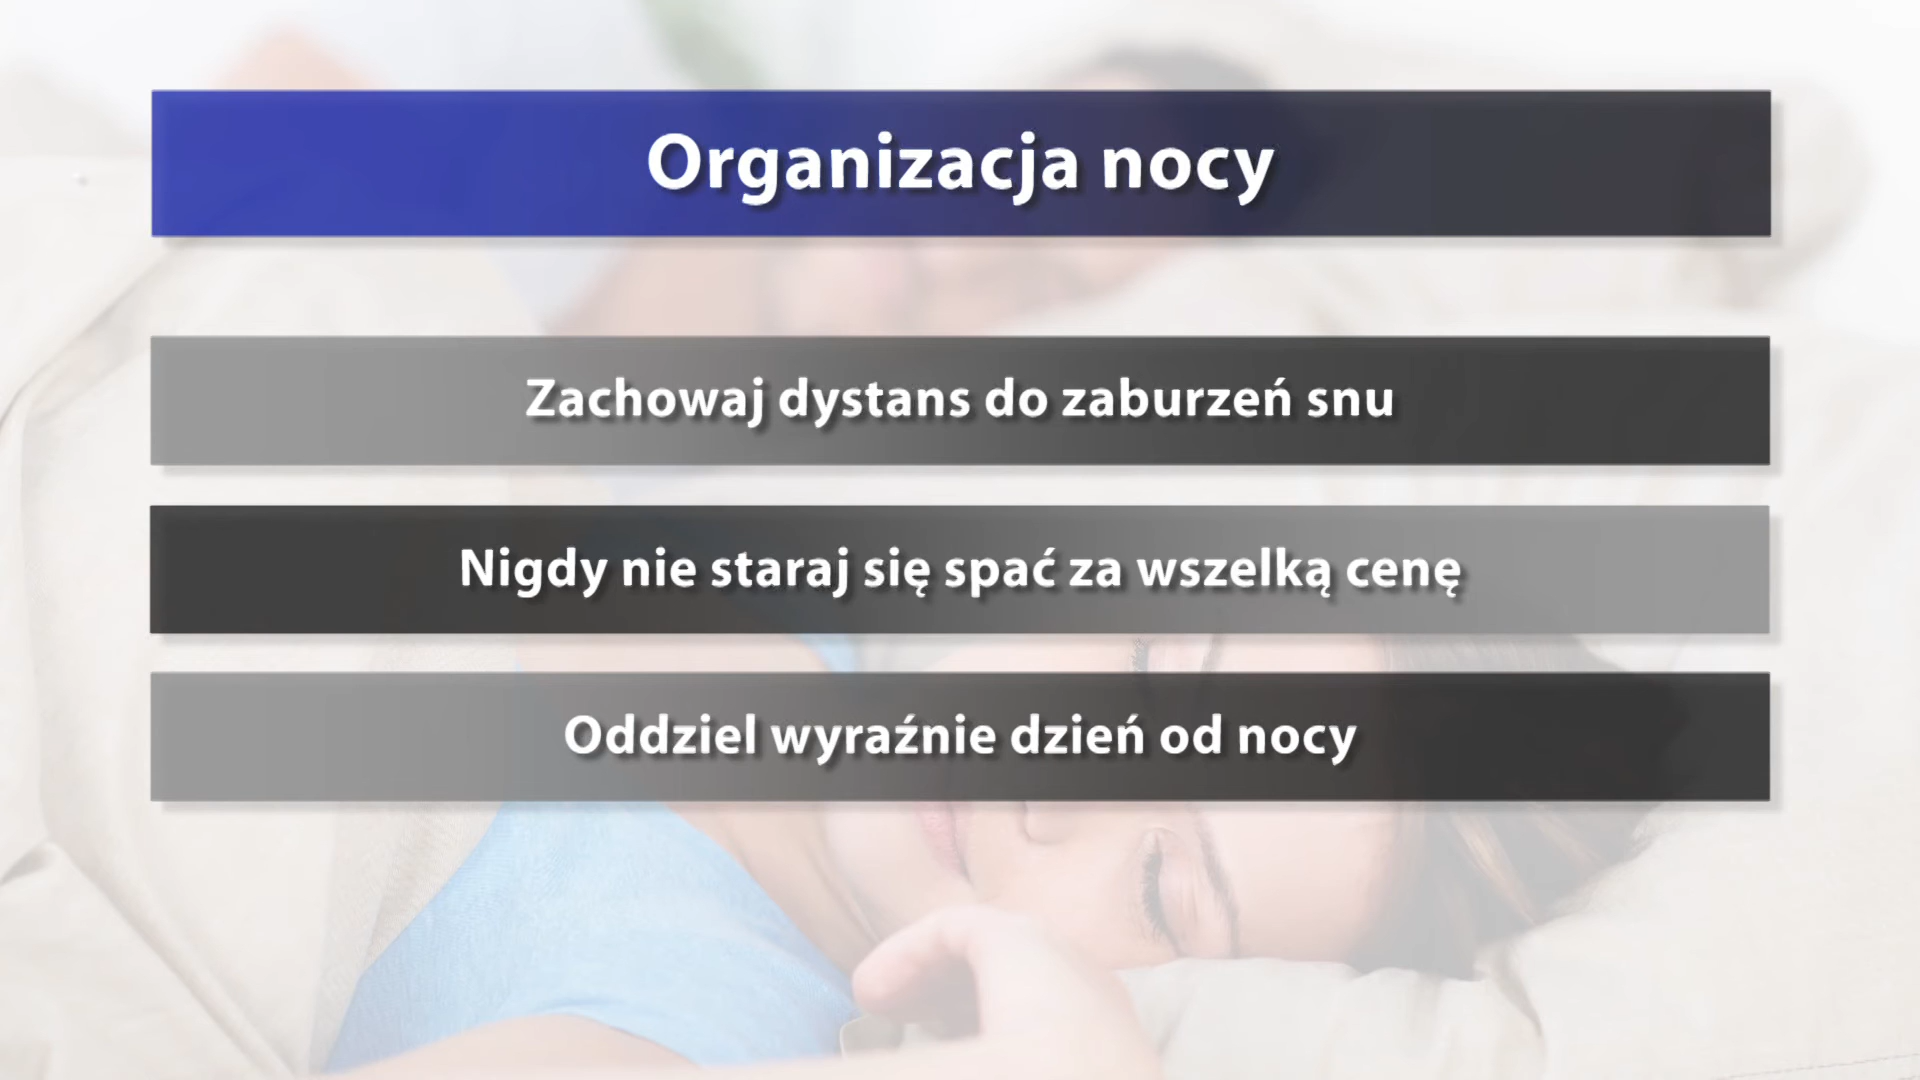 Organizacja nocy
Zachowaj dystans do zaburzeń snu
Nigdy nie staraj się spać za wszelką cenę
Oddziel wyraźnie dzień od nocy